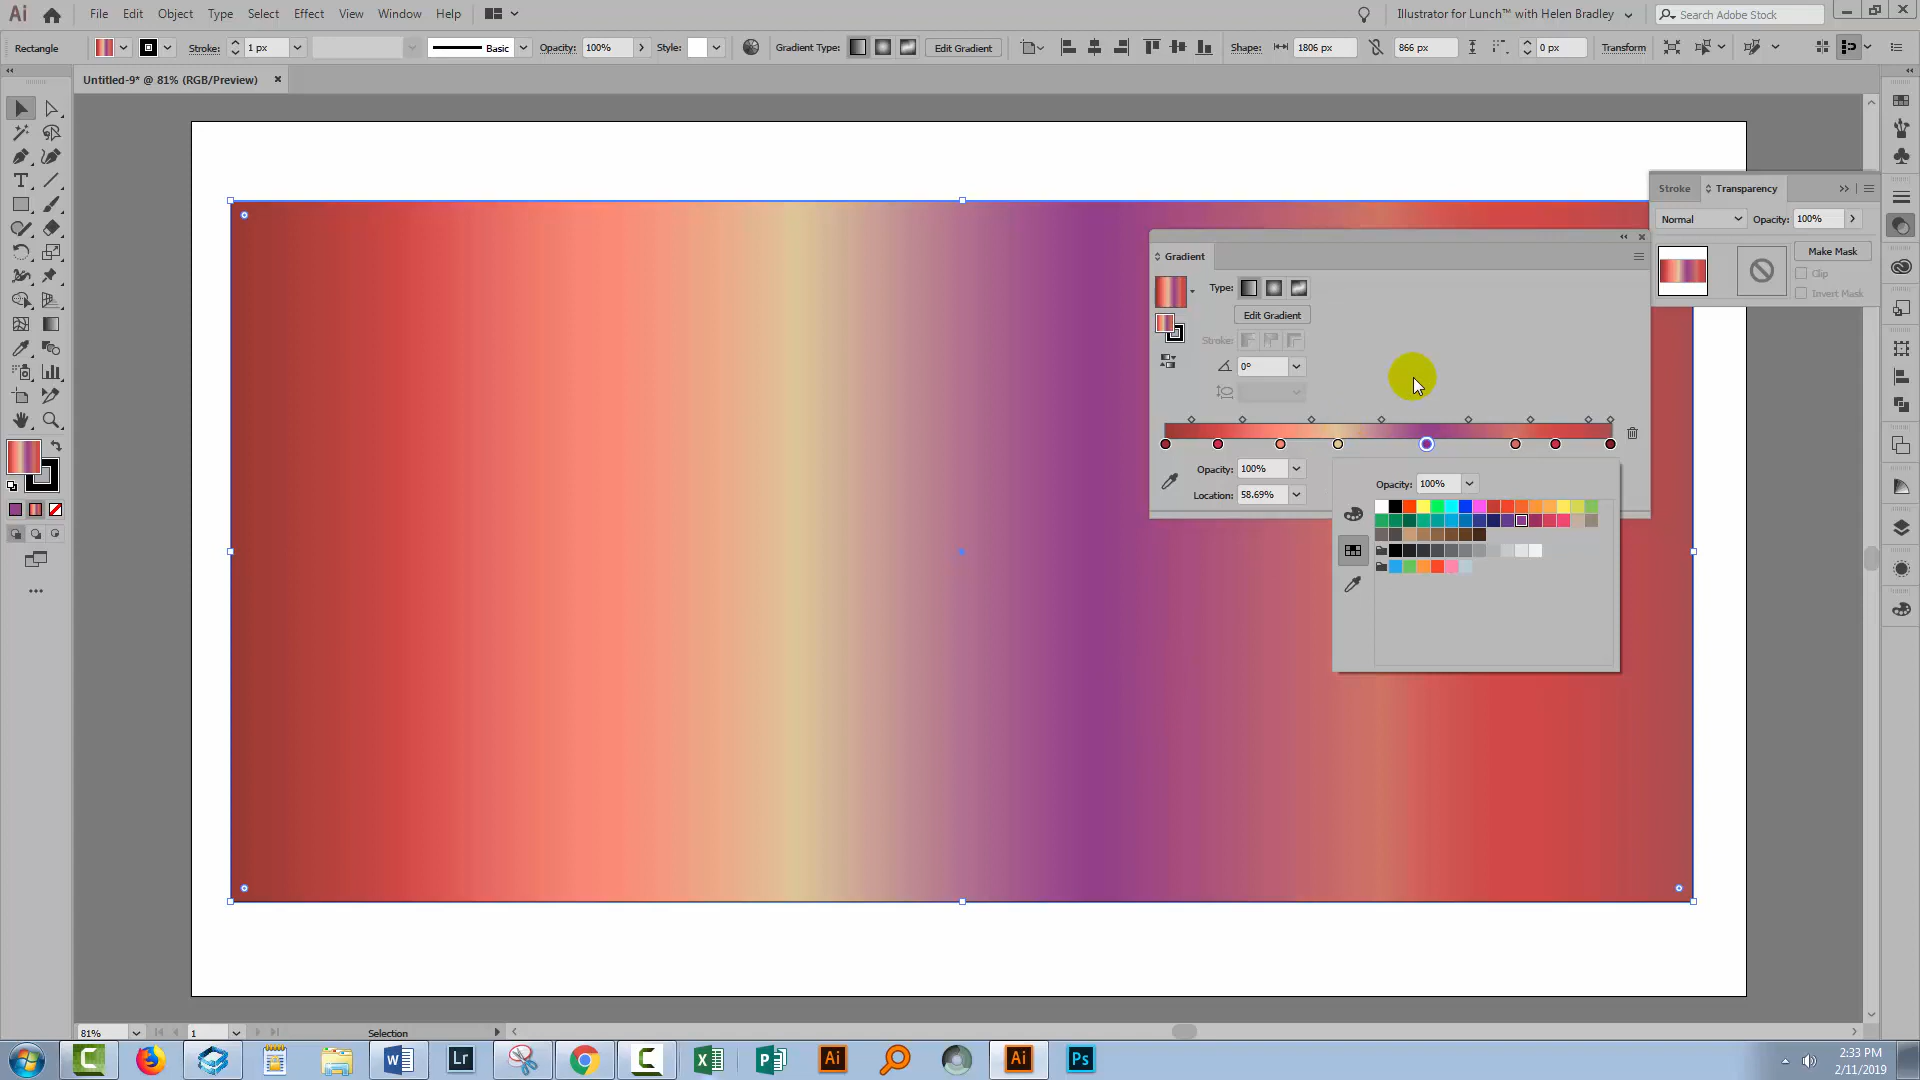 Ai File Edit Object Type Select Effect View Window Help Illustrator for Lunch™ with Helen Bradley Search Adobe Stock
Rectangle Stroke: 1 px Basic Opacity: 100% Style: Gradient Type: Edit Gradient Shape: 1806 px 866 px 0 px Transform
Untitled-9* @ 81% (RGB/Preview)
Stroke Transparency
Normal Opacity: 100%
Make Mask
Clip
Invert Mask
Gradient
Type:
Edit Gradient
Stroke:
0°
Opacity: 100%
Location: 58.69%
Opacity: 100%
81% 1 Selection
W Lr X P Ai Ai Ps
2:33 PM
2/11/2019